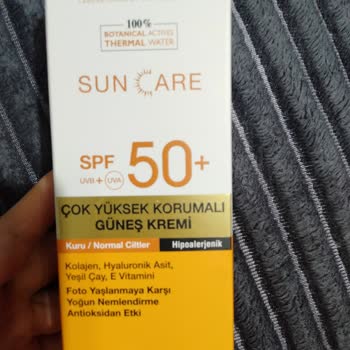 100%
BOTANICAL ACTIVES
THERMAL WATER
SUN CARE
SPF 50+
UVB + UVA
ÇOK YÜKSEK KORUMALI
GÜNEŞ KREMİ
Kuru / Normal Ciltler Hipoalerjenik
Kolajen, Hyaluronik Asit,
Yeşil Çay, E Vitamini
Foto Yaşlanmaya Karşı
Yoğun Nemlendirme
Antioksidan Etki